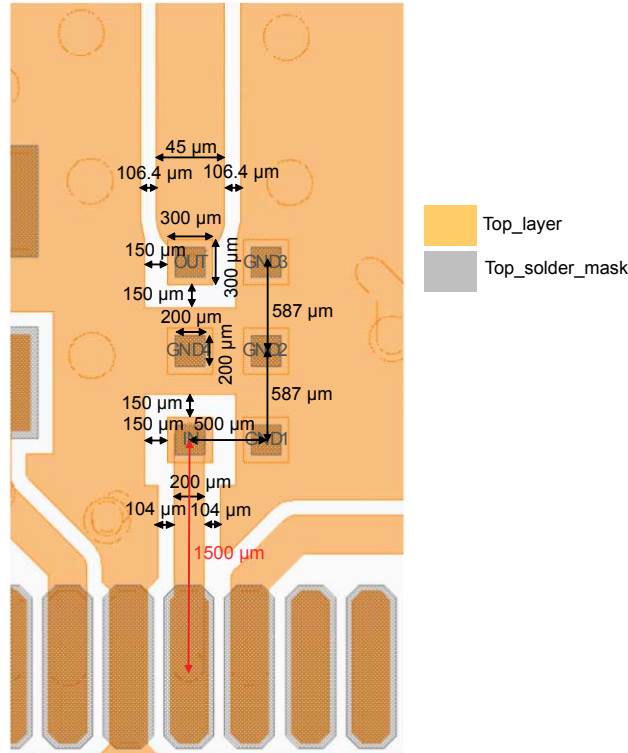 45 µm
106.4 µm
106.4 µm
300 µm
150 µm
OUT
300 µm
GND3
150 µm
200 µm
587 µm
GND4
200 µm
GND2
587 µm
150 µm
150 µm
500 µm
IN
GND1
200 µm
104 µm
104 µm
1500 µm
Top_layer
Top_solder_mask